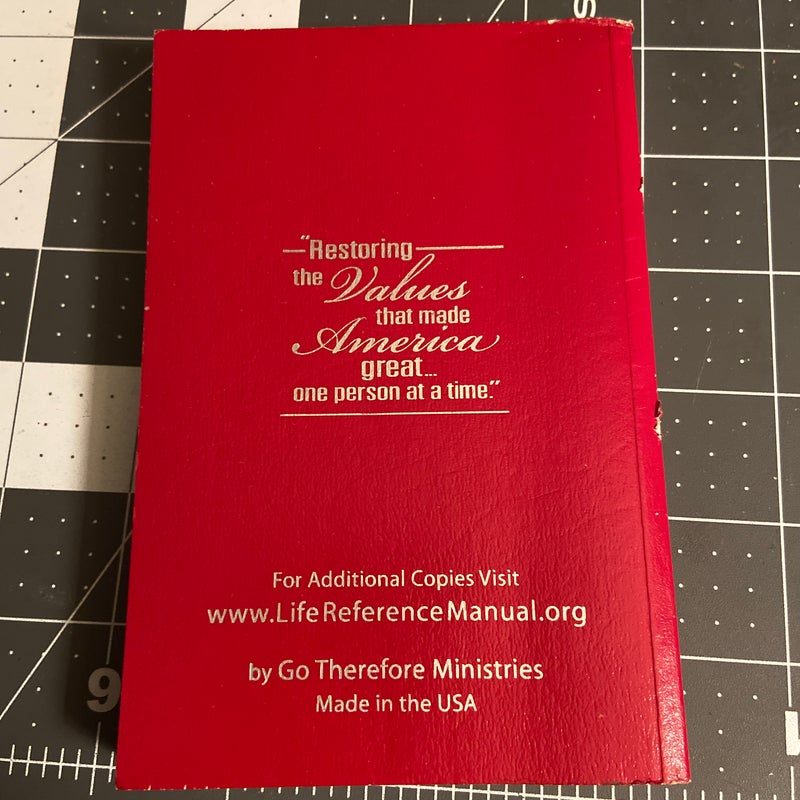 "Restoring
the Values
that made
America
great...
one person at a time."
For Additional Copies Visit
www.LifeReferenceManual.org
by Go Therefore Ministries
Made in the USA
9
5